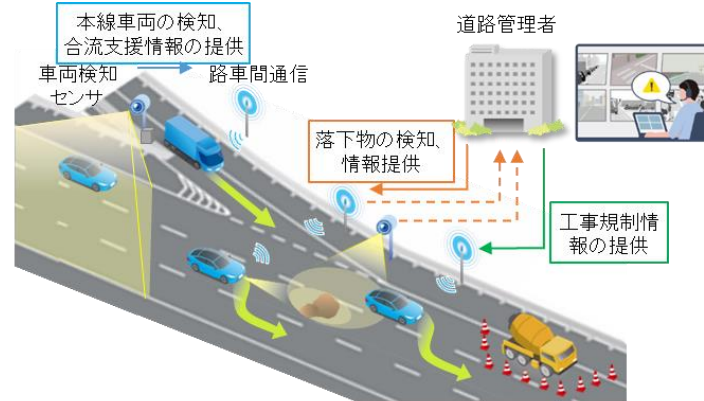 本線車両の検知、
合流支援情報の提供
道路管理者
車両検知
センサ
路車間通信
落下物の検知、
情報提供
工事規制情
報の提供